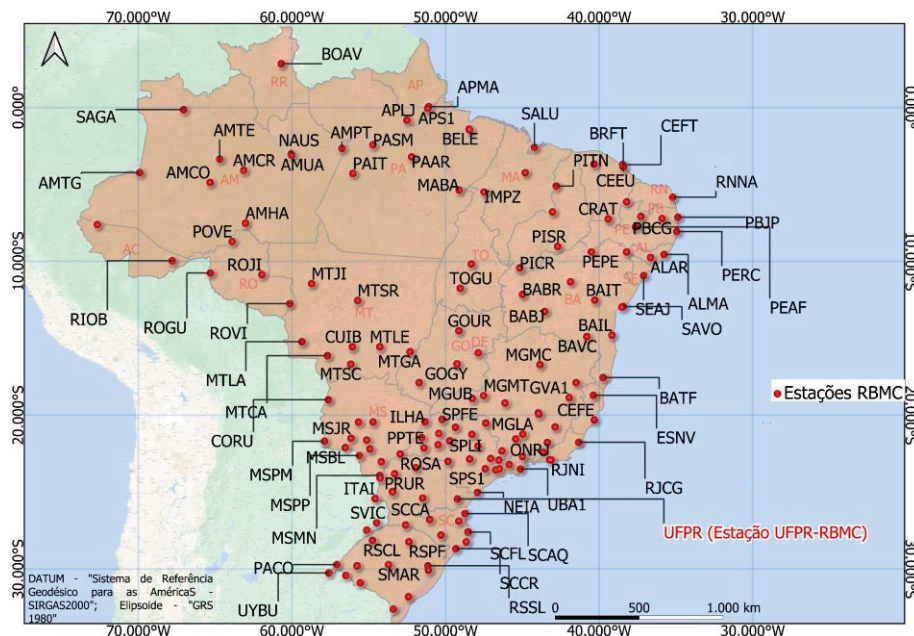 70.000°W 60.000°W 50.000°W 40.000°W 30.000°W
BOAV
RR
AP
APMA
SAGA
0.000°
0.000°
APLJ
APS1
SALU
AMTE
NAUS
AMPT
PASM
BELE
BRFT
CEFT
AMCR
AMUA
PAIT
PAAR
PITN
CEEU
AMTG
AMCO
AM
PA
MABA
IMPZ
MA
RN
RNNA
AMHA
CRAT
PB
PBCG
PBJP
POVE
PISR
PE
AC
TO
AL
10.000°S
10.000°S
ROJI
RO
MTJI
TOGU
PICR
PEPE
SE
ALAR
PERC
MTSR
BABR
BA
BAIT
SEAJ
ALMA
PEAF
RIOB
ROGU
ROVI
MT
BABJ
SAVO
CUIB
MTLE
GOUR
BAIL
MTGA
GO
DF
BAVC
MTLA
MTSC
GOGY
MGMC
Estações RBMC
MTCA
MGUB
MGMT
GVA1
BATF
CORU
MS
ILHA
SPFE
CEFE
20.000°S
20.000°S
MSJR
PPTE
MGLA
ESNV
MSPM
MSBL
SPLI
ONRJ
ROSA
RJNI
RJCG
MSPP
SPS1
ITAI
PRUR
UBA1
NEIA
MSMN
SVIC
SCCA
UFPR (Estação UFPR-RBMC)
SC
RSCL
RSPF
SCFL
SCAQ
PACO
SMAR
SCCR
30.000°S
30.000°S
UYBU
RSSL
DATUM - "Sistema de Referência
Geodésico para as AméricaS -
SIRGAS2000"; Elipsoide - "GRS
1980"
0 500 1.000 km
70.000°W 60.000°W 50.000°W 40.000°W 30.000°W